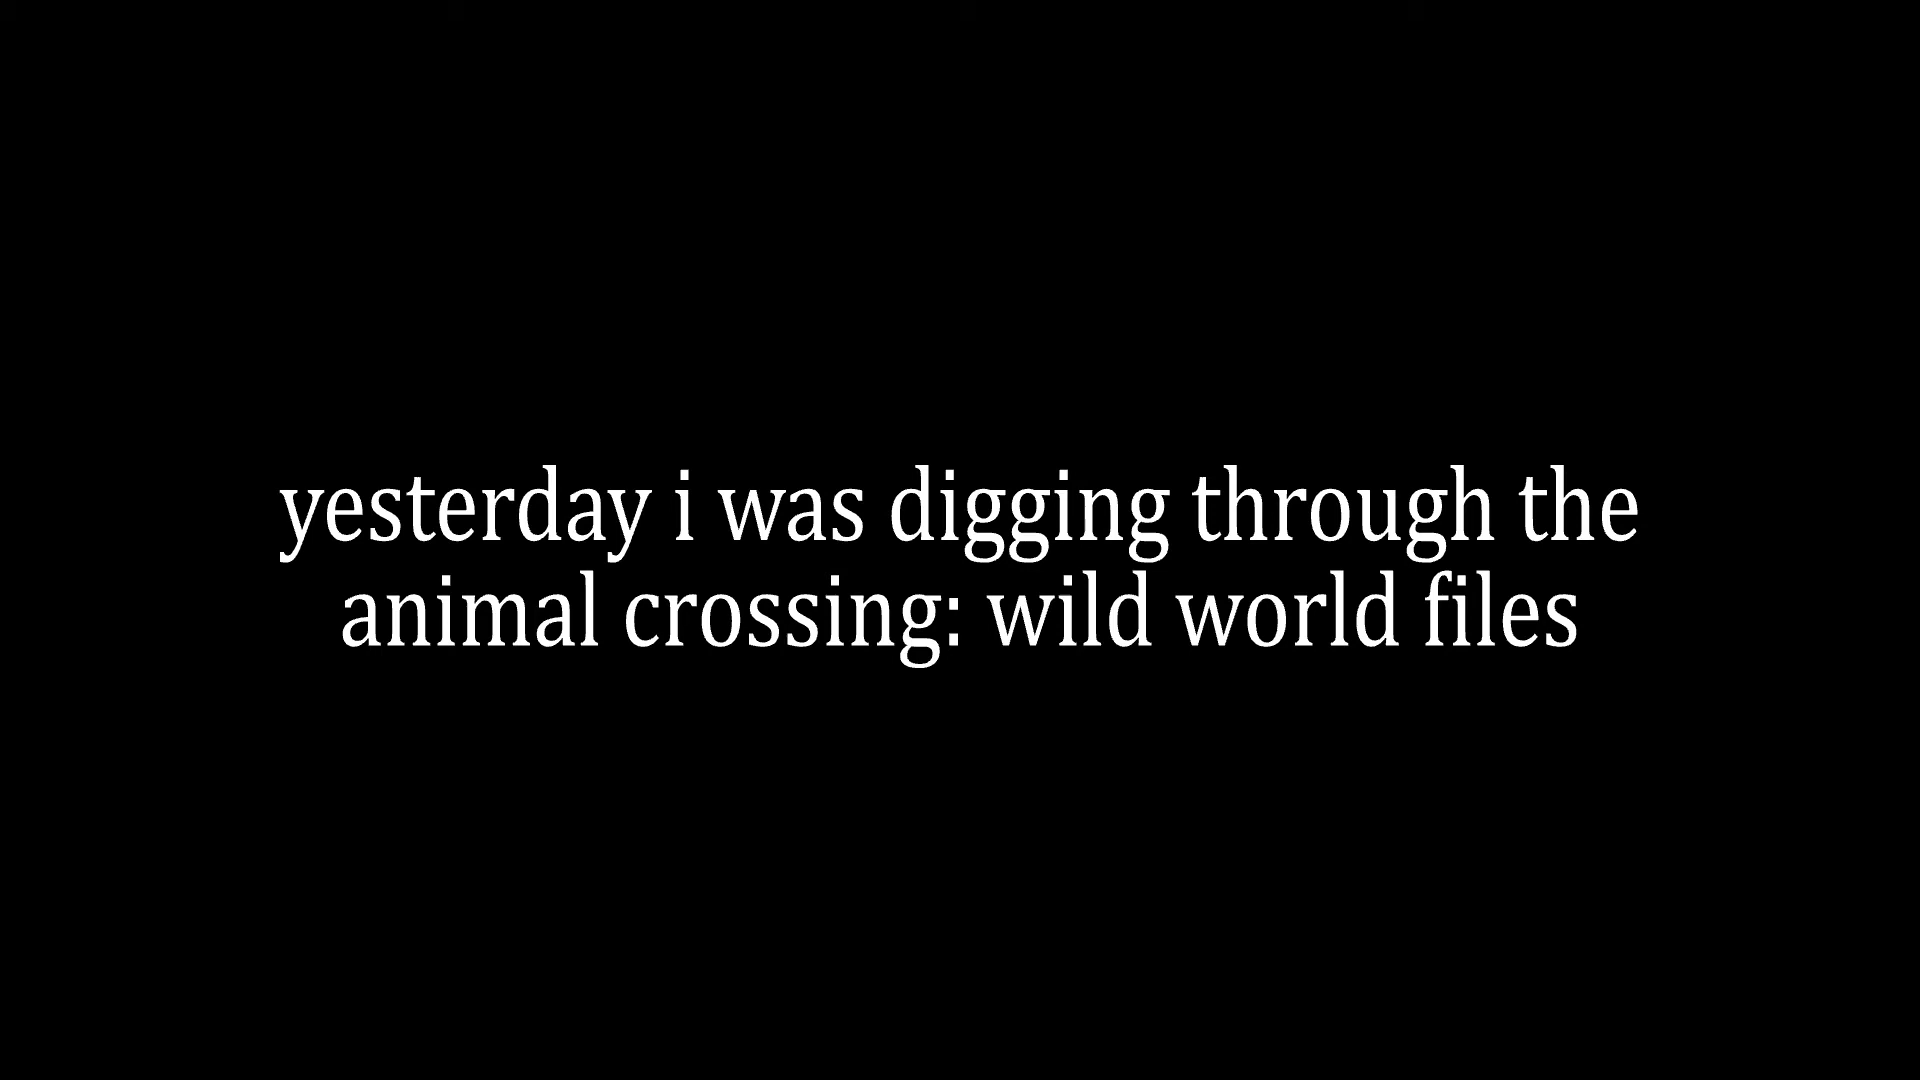 yesterday i was digging through the
animal crossing: wild world files